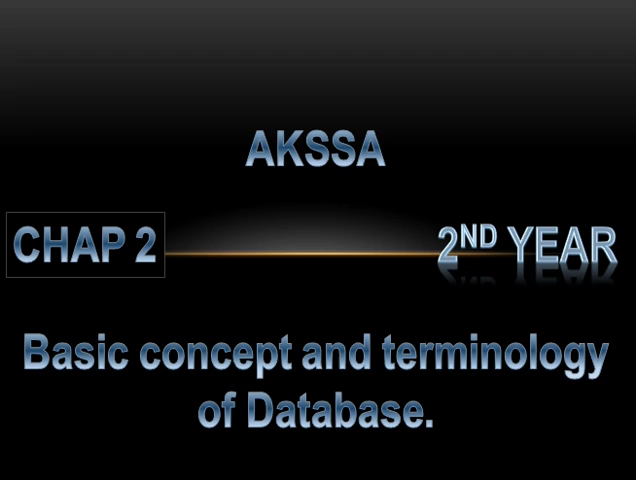 AKSSA
CHAP 2
2ND YEAR
Basic concept and terminology
of Database.